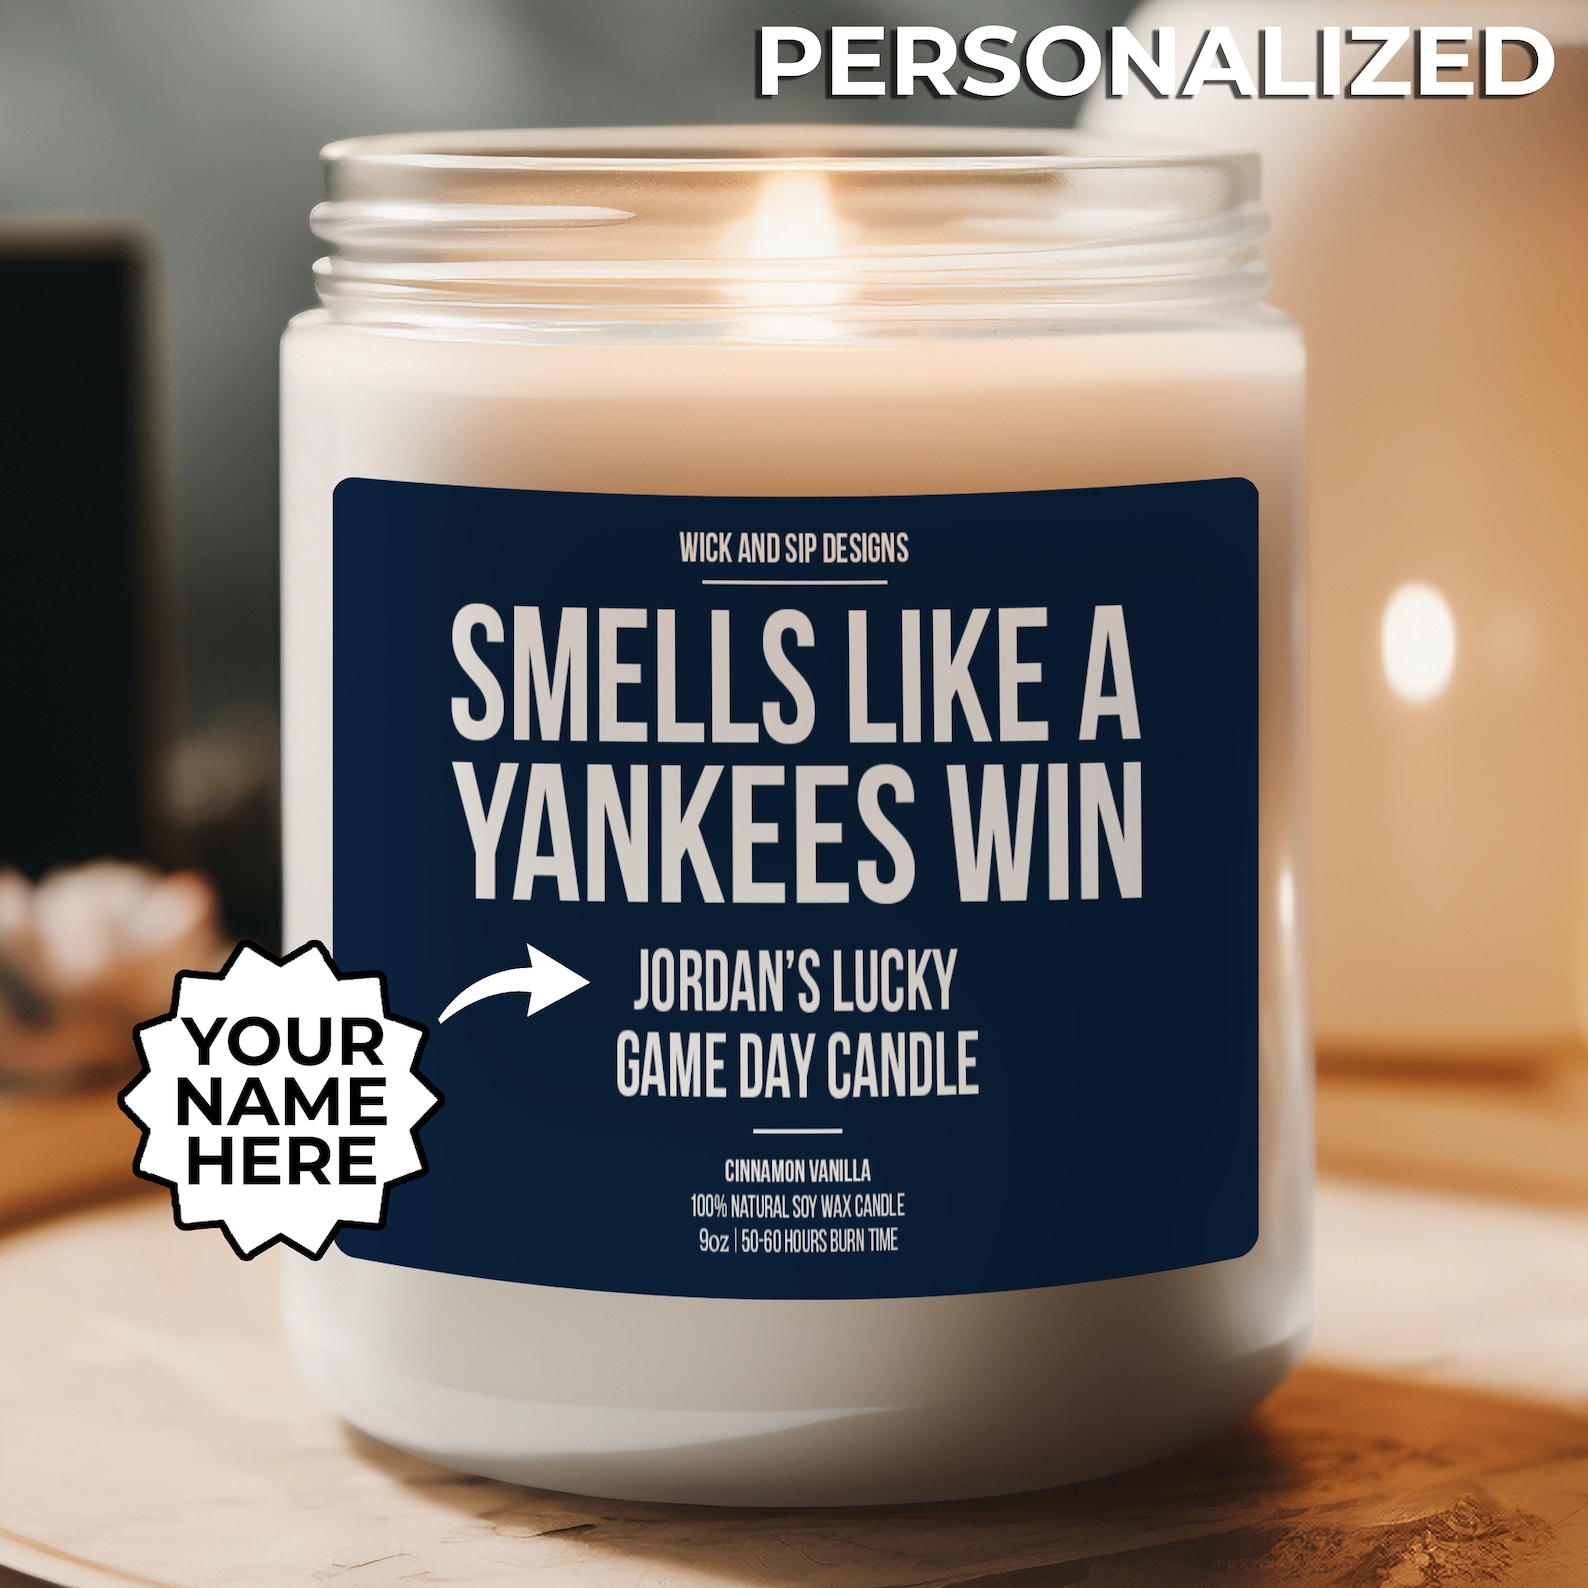 PERSONALIZED
WICK AND SIP DESIGNS
SMELLS LIKE A
YANKEES WIN
JORDAN’S LUCKY
GAME DAY CANDLE
CINNAMON VANILLA
100% NATURAL SOY WAX CANDLE
9oz | 50-60 HOURS BURN TIME
YOUR
NAME
HERE